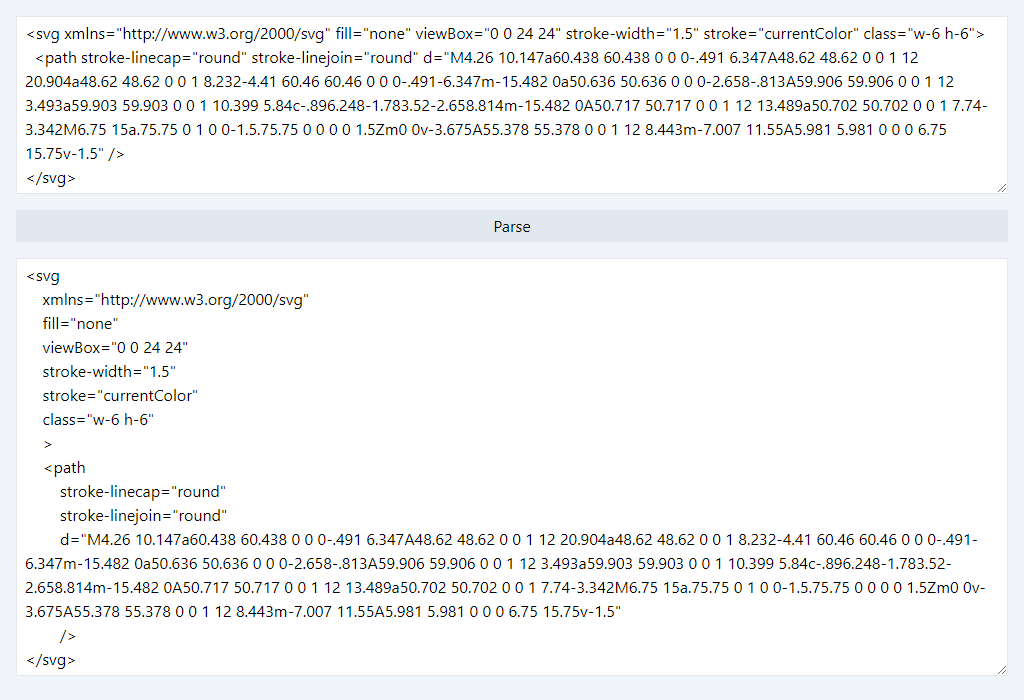 <svg xmlns="http://www.w3.org/2000/svg" fill="none" viewBox="0 0 24 24" stroke-width="1.5" stroke="currentColor" class="w-6 h-6">
<path stroke-linecap="round" stroke-linejoin="round" d="M4.26 10.147a60.438 60.438 0 0 0-.491 6.347A48.62 48.62 0 0 1 12
20.904a48.62 48.62 0 0 1 8.232-4.41 60.46 60.46 0 0 0-.491-6.347m-15.482 0a50.636 50.636 0 0 0-2.658-.813A59.906 59.906 0 0 1 12
3.493a59.903 59.903 0 0 1 10.399 5.84c-.896.248-1.783.52-2.658.814m-15.482 0A50.717 50.717 0 0 1 12 13.489a50.702 50.702 0 0 1 7.74-
3.342M6.75 15a.75.75 0 1 0 0-1.5.75.75 0 0 0 0 1.5Zm0 0v-3.675A55.378 55.378 0 0 1 12 8.443m-7.007 11.55A5.981 5.981 0 0 0 6.75
15.75v-1.5" />
</svg>
Parse
<svg
xmlns="http://www.w3.org/2000/svg"
fill="none"
viewBox="0 0 24 24"
stroke-width="1.5"
stroke="currentColor"
class="w-6 h-6"
>
<path
stroke-linecap="round"
stroke-linejoin="round"
d="M4.26 10.147a60.438 60.438 0 0 0-.491 6.347A48.62 48.62 0 0 1 12 20.904a48.62 48.62 0 0 1 8.232-4.41 60.46 60.46 0 0 0-.491-
6.347m-15.482 0a50.636 50.636 0 0 0-2.658-.813A59.906 59.906 0 0 1 12 3.493a59.903 59.903 0 0 1 10.399 5.84c-.896.248-1.783.52-
2.658.814m-15.482 0A50.717 50.717 0 0 1 12 13.489a50.702 50.702 0 0 1 7.74-3.342M6.75 15a.75.75 0 1 0 0-1.5.75.75 0 0 0 0 1.5Zm0 0v-
3.675A55.378 55.378 0 0 1 12 8.443m-7.007 11.55A5.981 5.981 0 0 0 6.75 15.75v-1.5"
/>
</svg>